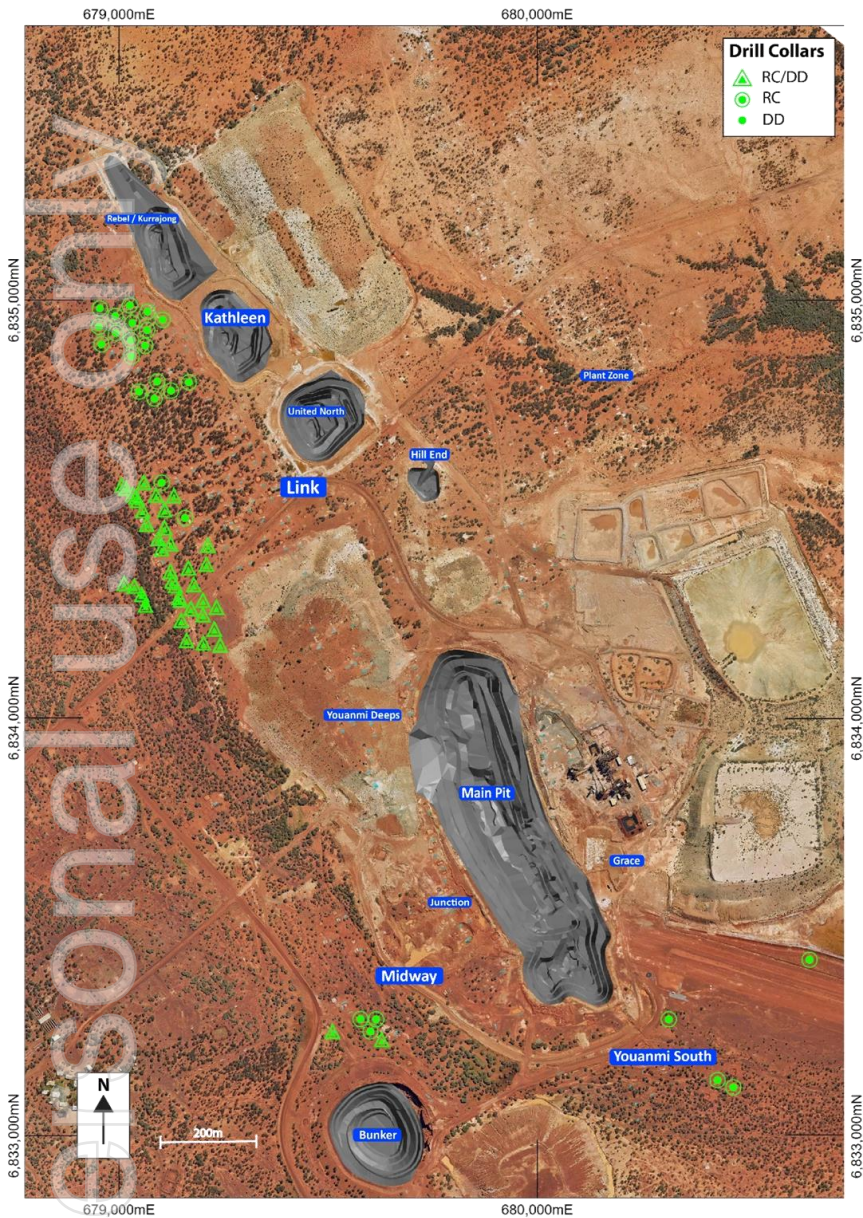 679,000mE
680,000mE
Drill Collars
RC/DD
RC
DD
Rebel / Kurrajong
6,835,000mN
6,835,000mN
Kathleen
Plant Zone
United North
Hill End
Link
6,834,000mN
6,834,000mN
Youanmi Deeps
Main Pit
Grace
Junction
Midway
Youanmi South
N
200m
Bunker
6,833,000mN
6,833,000mN
679,000mE
680,000mE
ersonal use only